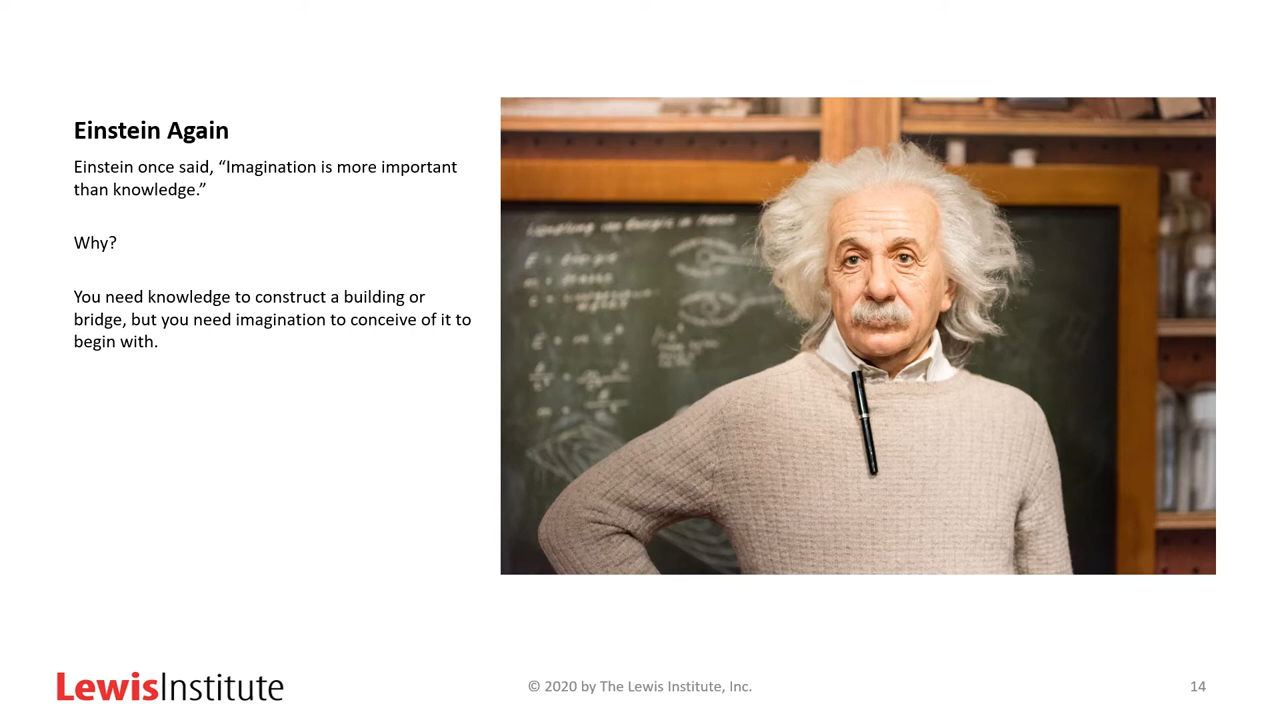 Einstein Again
Einstein once said, “Imagination is more important
than knowledge.”
Why?
You need knowledge to construct a building or
bridge, but you need imagination to conceive of it to
begin with.
LewisInstitute
© 2020 by The Lewis Institute, Inc.
14